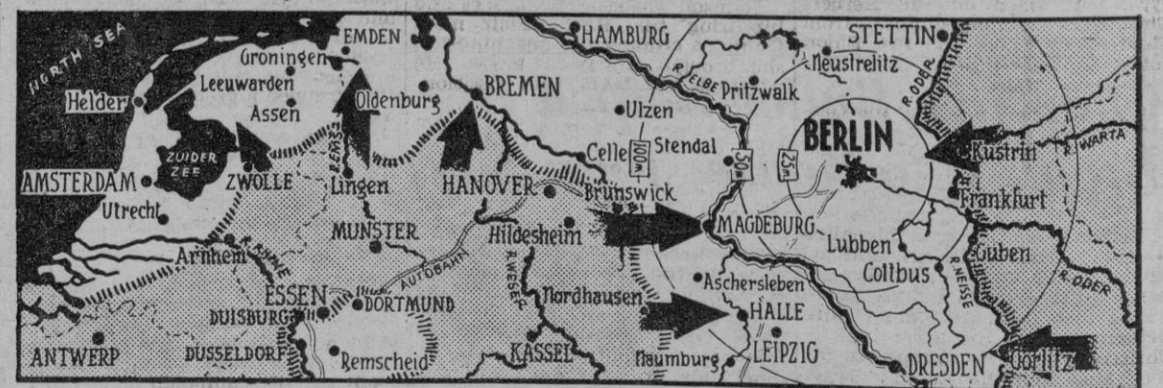 NORTH SEA
EMDEN
HAMBURG
STETTIN
Groningen
Neustrelitz
Leeuwarden
R. ELBE
Pritzwalk
R. ODER
Helder
Oldenburg
BREMEN
Assen
Ulzen
BERLIN
R. WARTA
ZUIDER
ZEE
R. EMS
Celle
100m
Stendal
50m
25m
Kustrin
AMSTERDAM
ZWOLLE
Lingen
HANOVER
Brunswick
Frankfurt
Utrecht
MUNSTER
Hildesheim
MAGDEBURG
Lubben
Guben
Arnhem
R. RHINE
AUTOBAHN
R. WESER
Cottbus
R. NEISSE
R. ODER
ESSEN
Aschersleben
DUISBURG
DORTMUND
Nordhausen
HALLE
ANTWERP
DUSSELDORF
Remscheid
KASSEL
Naumburg
LEIPZIG
DRESDEN
Gorlitz